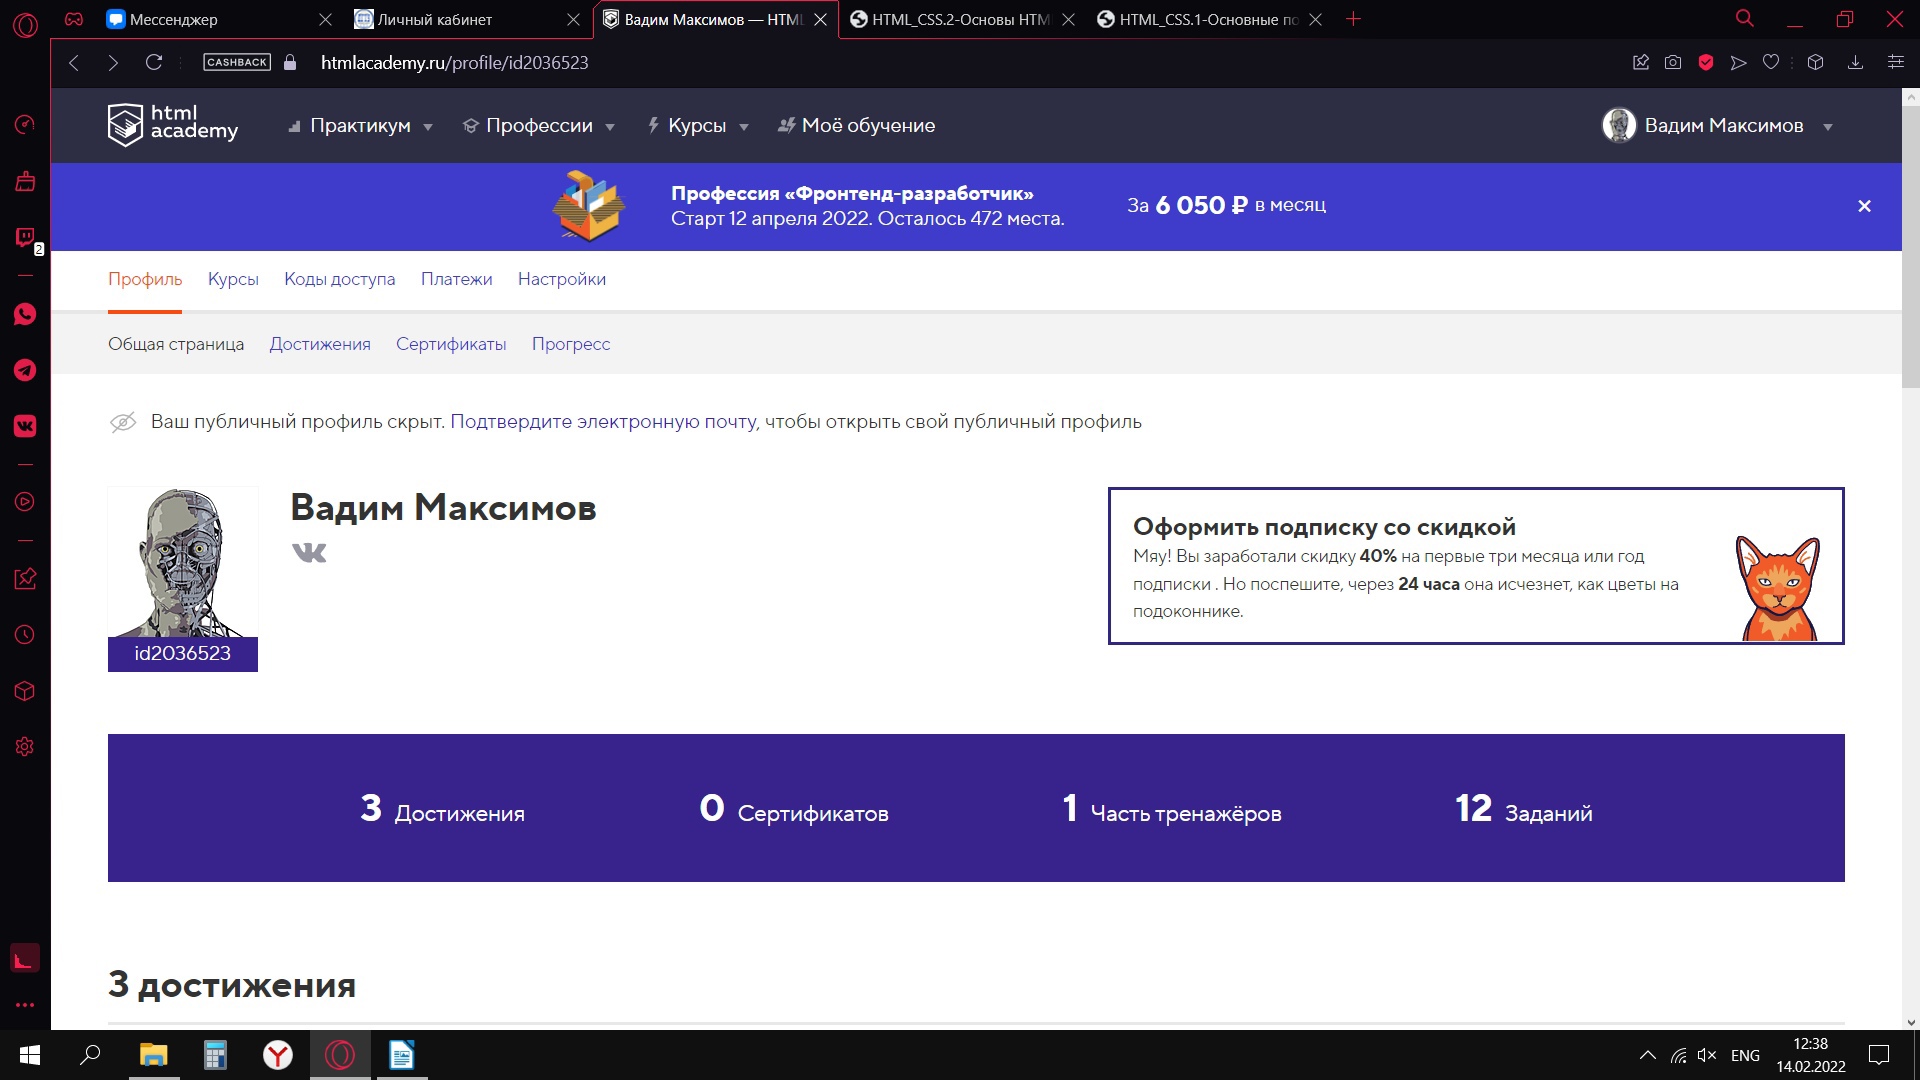 Мессенджер
Личный кабинет
Вадим Максимов — HTML
HTML_CSS.2-Основы HTM
HTML_CSS.1-Основные по
CASHBACK
htmlacademy.ru/profile/id2036523
html academy
Практикум
Профессии
Курсы
Моё обучение
Вадим Максимов
Профессия «Фронтенд-разработчик»
Старт 12 апреля 2022. Осталось 472 места.
За 6 050 ₽ в месяц
2
Профиль
Курсы
Коды доступа
Платежи
Настройки
Общая страница
Достижения
Сертификаты
Прогресс
Ваш публичный профиль скрыт. Подтвердите электронную почту, чтобы открыть свой публичный профиль
Вадим Максимов
id2036523
Оформить подписку со скидкой
Мяу! Вы заработали скидку 40% на первые три месяца или год
подписки . Но поспешите, через 24 часа она исчезнет, как цветы на
подоконнике.
3 Достижения
0 Сертификатов
1 Часть тренажёров
12 Заданий
3 достижения
ENG
12:38
14.02.2022